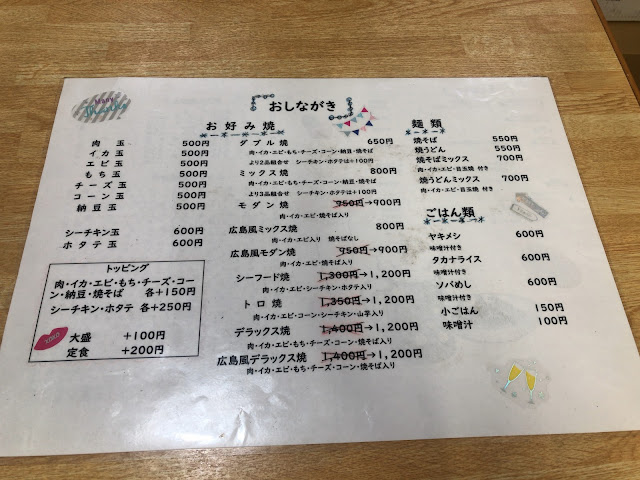 おしながき
お好み焼
肉玉 500円
イカ玉 500円
エビ玉 500円
もち玉 500円
チーズ玉 500円
コーン玉 500円
納豆玉 500円
シーチキン玉 600円
ホタテ玉 600円
トッピング
肉・イカ・エビ・もち・チーズ・コー
ン・納豆・焼そば 各+150円
シーチキン・ホタテ 各+250円
大盛 +100円
定食 +200円
XOXO
ダブル焼 650円
肉・イカ・エビ・もち・チーズ・コーン・納豆・焼そば
より2品組合せ シーチキン・ホタテは+100円
ミックス焼 800円
肉・イカ・エビ・もち・チーズ・コーン・納豆・焼そば
より3品組合せ シーチキン・ホタテは+100円
モダン焼 950円→900円
肉・イカ・エビ・焼そば入り
広島風ミックス焼 800円
肉・イカ・エビ入り 焼そばなし
広島風モダン焼 950円→900円
肉・イカ・エビ・焼そば入り
シーフード焼 1,300円→1,200円
イカ・エビ・シーチキン・ホタテ入り
トロ焼 1,350円→1,200円
イカ・エビ・コーン・シーチキン・山芋入り
デラックス焼 1,400円→1,200円
肉・イカ・エビ・もち・チーズ・コーン・焼そば入り
広島風デラックス焼 1,400円→1,200円
肉・イカ・エビ・もち・チーズ・コーン・焼そば入り
麺類
焼そば 550円
焼うどん 550円
焼そばミックス 700円
肉・イカ・エビ・目玉焼 付き
焼うどんミックス 700円
肉・イカ・エビ・目玉焼 付き
ごはん類
ヤキメシ 600円
味噌汁付き
タカナライス 600円
味噌汁付き
ソバめし 600円
味噌汁付き
小ごはん 150円
味噌汁 100円